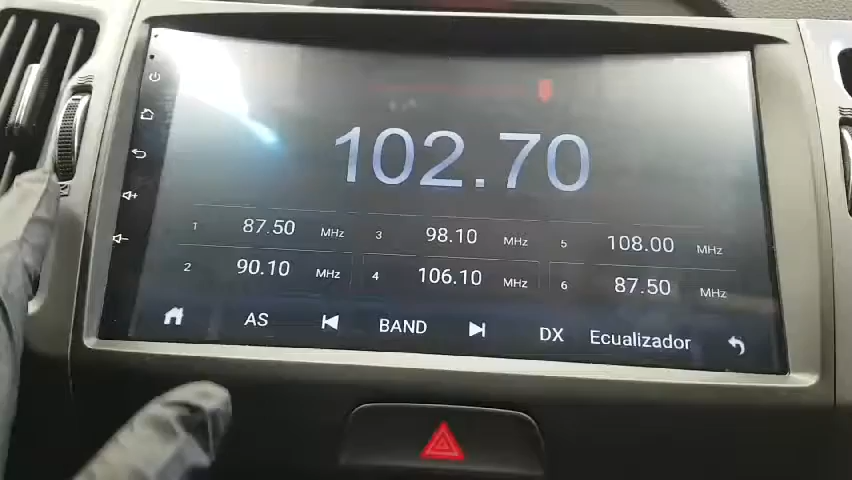 102.70
1 87.50 MHz 3 98.10 MHz 5 108.00 MHz
2 90.10 MHz 4 106.10 MHz 6 87.50 MHz
AS BAND DX Ecualizador